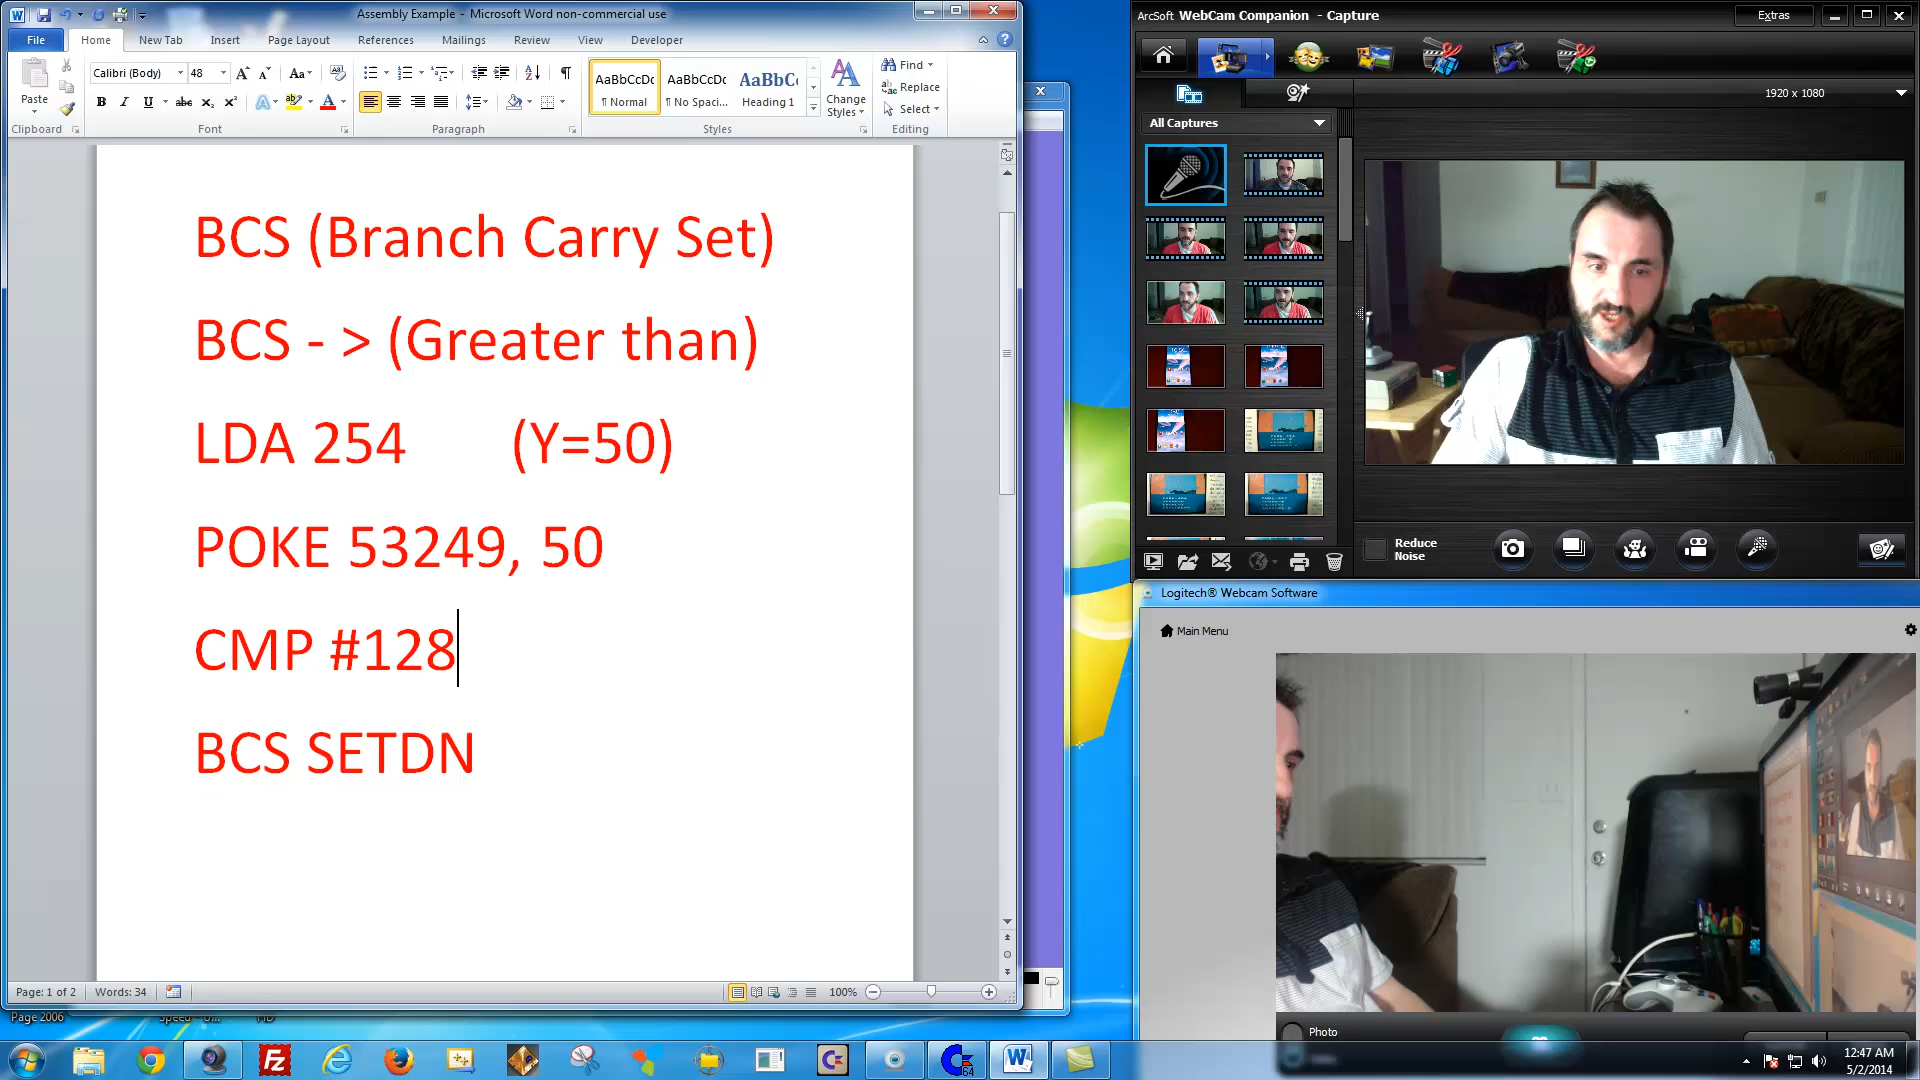 Assembly Example - Microsoft Word non-commercial use
File Home New Tab Insert Page Layout References Mailings Review View Developer
Paste
Calibri (Body) 48
AaBbCcDc AaBbCcDc AaBbCc
¶ Normal ¶ No Spaci... Heading 1
Change Styles
Find
Replace
Select
Clipboard Font Paragraph Styles Editing
BCS (Branch Carry Set)
BCS - > (Greater than)
LDA 254 (Y=50)
POKE 53249, 50
CMP #128
BCS SETDN
Page: 1 of 2 Words: 34 100%
Page 2006
ArcSoft WebCam Companion - Capture
Extras
1920 x 1080
All Captures
Reduce
Noise
Logitech® Webcam Software
Main Menu
Photo
64
12:47 AM
5/2/2014